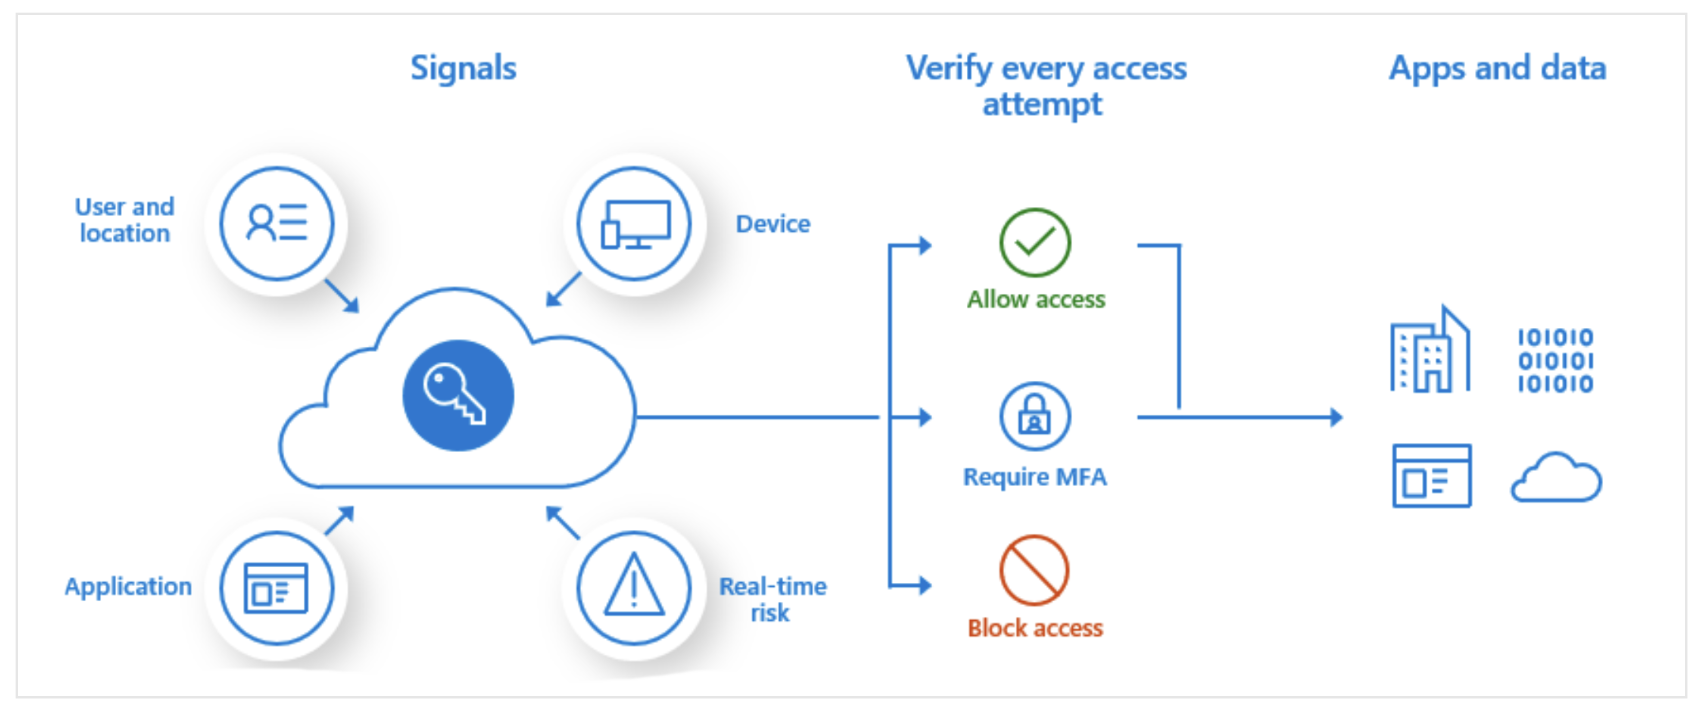 Signals
Verify every access
attempt
Apps and data
User and
location
Device
Allow access
101010
010101
101010
Require MFA
Application
Real-time
risk
Block access